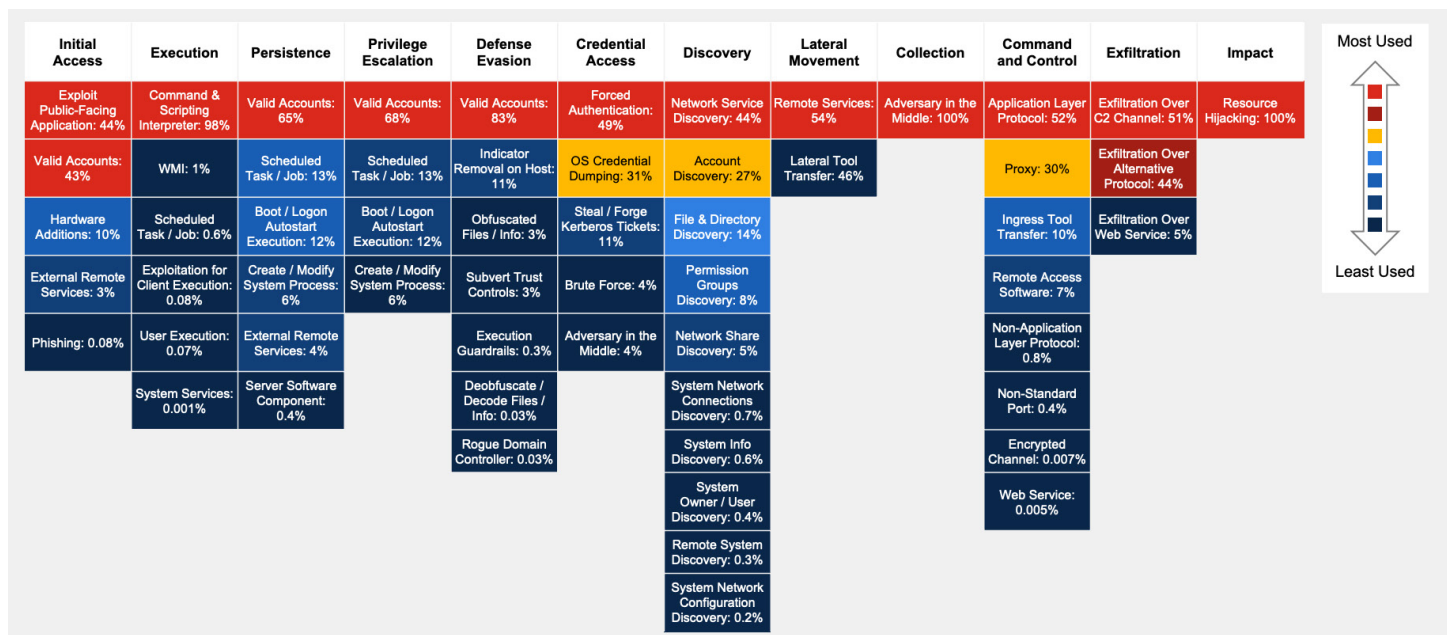 Initial
Access
Execution
Persistence
Privilege
Escalation
Defense
Evasion
Credential
Access
Discovery
Lateral
Movement
Collection
Command
and Control
Exfiltration
Impact
Exploit
Public-Facing
Application: 44%
Command &
Scripting
Interpreter: 98%
Valid Accounts:
65%
Valid Accounts:
68%
Valid Accounts:
83%
Forced
Authentication:
49%
Network Service
Discovery: 44%
Remote Services:
54%
Adversary in the
Middle: 100%
Application Layer
Protocol: 52%
Exfiltration Over
C2 Channel: 51%
Resource
Hijacking: 100%
Valid Accounts:
43%
WMI: 1%
Scheduled
Task / Job: 13%
Scheduled
Task / Job: 13%
Indicator
Removal on Host:
11%
OS Credential
Dumping: 31%
Account
Discovery: 27%
Lateral Tool
Transfer: 46%
Proxy: 30%
Exfiltration Over
Alternative
Protocol: 44%
Hardware
Additions: 10%
Scheduled
Task / Job: 0.6%
Boot / Logon
Autostart
Execution: 12%
Boot / Logon
Autostart
Execution: 12%
Obfuscated
Files / Info: 3%
Steal / Forge
Kerberos Tickets:
11%
File & Directory
Discovery: 14%
Ingress Tool
Transfer: 10%
Exfiltration Over
Web Service: 5%
External Remote
Services: 3%
Exploitation for
Client Execution:
0.08%
Create / Modify
System Process:
6%
Create / Modify
System Process:
6%
Subvert Trust
Controls: 3%
Brute Force: 4%
Permission
Groups
Discovery: 8%
Remote Access
Software: 7%
Phishing: 0.08%
User Execution:
0.07%
External Remote
Services: 4%
Execution
Guardrails: 0.3%
Adversary in the
Middle: 4%
Network Share
Discovery: 5%
Non-Application
Layer Protocol:
0.8%
System Services:
0.001%
Server Software
Component:
0.4%
Deobfuscate /
Decode Files /
Info: 0.03%
System Network
Connections
Discovery: 0.7%
Non-Standard
Port: 0.4%
Rogue Domain
Controller: 0.03%
System Info
Discovery: 0.6%
Encrypted
Channel: 0.007%
System
Owner / User
Discovery: 0.4%
Web Service:
0.005%
Remote System
Discovery: 0.3%
System Network
Configuration
Discovery: 0.2%
Most Used
Least Used